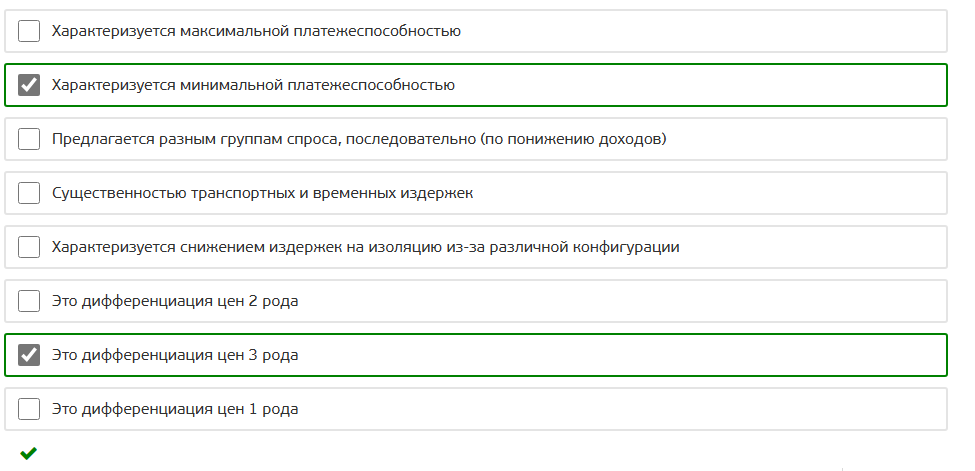 Характеризуется максимальной платежеспособностью
Характеризуется минимальной платежеспособностью
Предлагается разным группам спроса, последовательно (по понижению доходов)
Существенностью транспортных и временных издержек
Характеризуется снижением издержек на изоляцию из-за различной конфигурации
Это дифференциация цен 2 рода
Это дифференциация цен 3 рода
Это дифференциация цен 1 рода